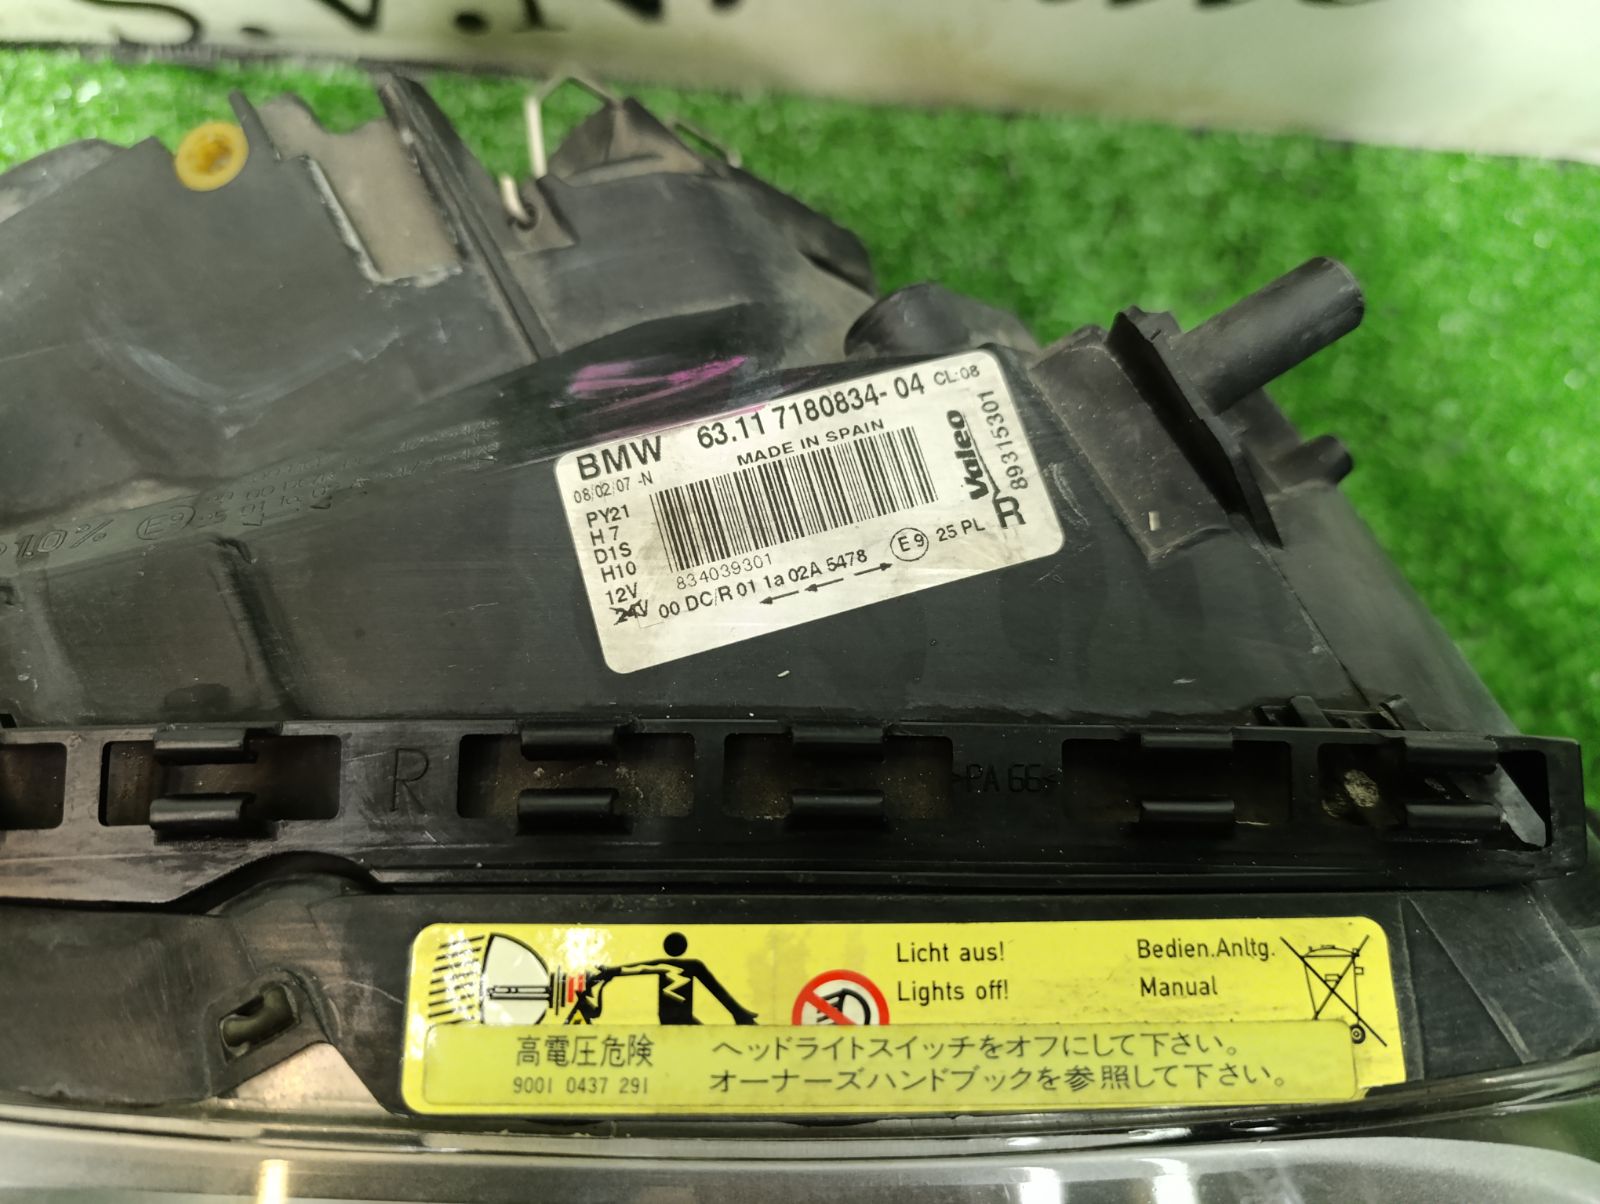 S.V.N.
BMW 63.11 7180834-04 CL:08
MADE IN SPAIN
08/02/07 -N
PY21
H7
D1S
H10
12V
24V
834039301
00 DC/R 01 1a 02A 5478 E9 25 PL
Valeo
89315301
R
1.0% E9
R
>PA 66<
Licht aus! Bedien.Anltg.
Lights off! Manual
高電圧危険 ヘッドライトスイッチをオフにして下さい。
9001 0437 291 オーナーズハンドブックを参照して下さい。